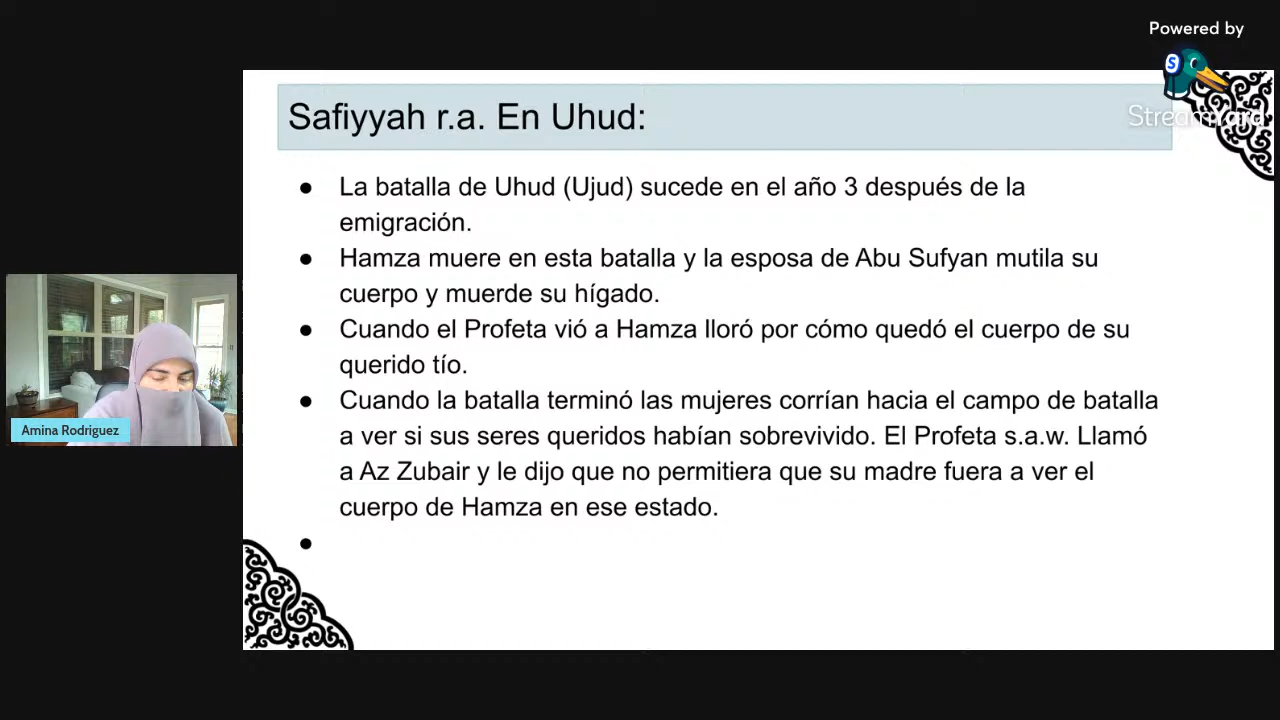 Powered by
StreamYard
Safiyyah r.a. En Uhud:
● La batalla de Uhud (Ujud) sucede en el año 3 después de la
emigración.
● Hamza muere en esta batalla y la esposa de Abu Sufyan mutila su
cuerpo y muerde su hígado.
● Cuando el Profeta vió a Hamza lloró por cómo quedó el cuerpo de su
querido tío.
● Cuando la batalla terminó las mujeres corrían hacia el campo de batalla
a ver si sus seres queridos habían sobrevivido. El Profeta s.a.w. Llamó
a Az Zubair y le dijo que no permitiera que su madre fuera a ver el
cuerpo de Hamza en ese estado.
●
Amina Rodriguez